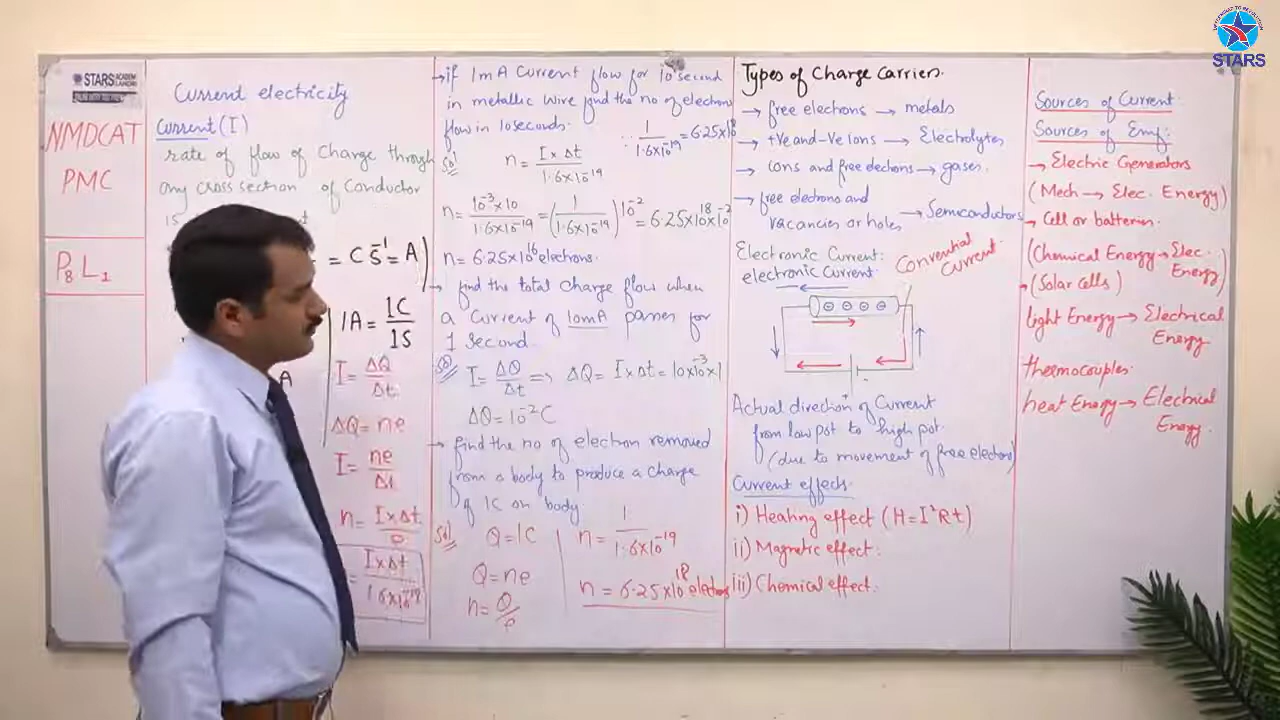 STARS
STARS ACADEMY
NMDCAT
PMC
P8 L1
Current electricity
Current (I)
rate of flow of Charge through
any cross section of Conductor
is
= C S⁻¹ = A)
1A = 1C/1S
A
I = ΔQ/Δt
ΔQ = ne
I = ne/Δt
n = I×Δt/e
I×Δt
→ if 1mA Current flow for 10 second
in metallic wire find the no of electrons
flow in 10seconds.
∵ 1/1.6×10⁻¹⁹ = 6.25×10¹⁸
Sol
n = I×Δt/1.6×10⁻¹⁹
n = 10⁻³×10/1.6×10⁻¹⁹ = (1/1.6×10⁻¹⁹) 10⁻² = 6.25×10¹⁸×10⁻²
n = 6.25×10¹⁶ electrons.
→ find the total charge flow when
a Current of 10mA passes for
1 Second.
Sol I = ΔQ/Δt => ΔQ = I×Δt = 10×10⁻³×1
ΔQ = 10⁻² C
→ find the no of electron removed
from a body to produce a charge
of 1C on body
Sol Q = 1C
Q = ne
n = Q/e
n = 1/1.6×10⁻¹⁹
n = 6.25×10¹⁸ electrons
Types of Charge Carriers.
→ free electrons → metals
→ +ve and -ve Ions → Electrolytes
→ ions and free electrons → gases.
→ free electrons and
vacancies or holes → Semiconductors
Electronic Current:
electronic current.
Convential
current.
Actual direction of Current
from low pot to high pot.
(due to movement of free electron)
Current effects
i) Heating effect (H=I²Rt)
ii) Magnetic effect.
iii) Chemical effect.
Sources of Current
Sources of Emf:
→ Electric Generators
(Mech → Elec. Energy)
→ Cell or batteries.
(Chemical Energy → Elec.
Energy)
→ (Solar cells)
light Energy → Electrical
Energy
thermocouples.
heat Energy → Electrical
Energy.